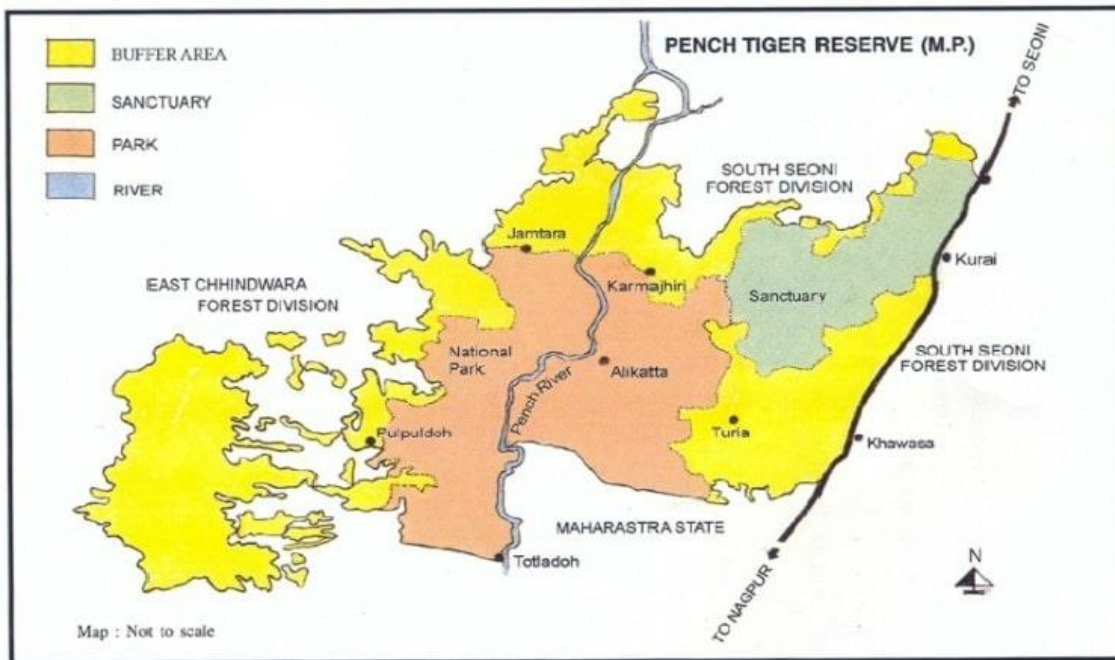 PENCH TIGER RESERVE (M.P.)
BUFFER AREA
SANCTUARY
PARK
RIVER
TO SEONI
SOUTH SEONI
FOREST DIVISION
Jamtara
Karmajhiri
Kurai
Sanctuary
EAST CHHINDWARA
FOREST DIVISION
National
Park
Alikatta
Pench River
SOUTH SEONI
FOREST DIVISION
Turia
Pulpuldoh
Khawasa
MAHARASTRA STATE
Totladoh
N
TO NAGPUR
Map : Not to scale